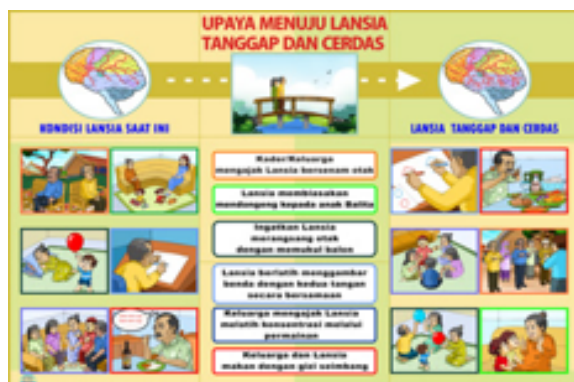 UPAYA MENUJU LANSIA
TANGGAP DAN CERDAS
KONDISI LANSIA SAAT INI
LANSIA TANGGAP DAN CERDAS
Kader/Keluarga
mengajak Lansia bersenam otak
Lansia membiasakan
mendongeng kepada anak Balita
Ingatkan Lansia
merangsang otak
dengan memukul balon
Lansia berlatih menggambar
benda dengan kedua tangan
secara bersamaan
Keluarga mengajak Lansia
melatih konsentrasi melalui
permainan
Keluarga dan Lansia
makan dengan gizi seimbang